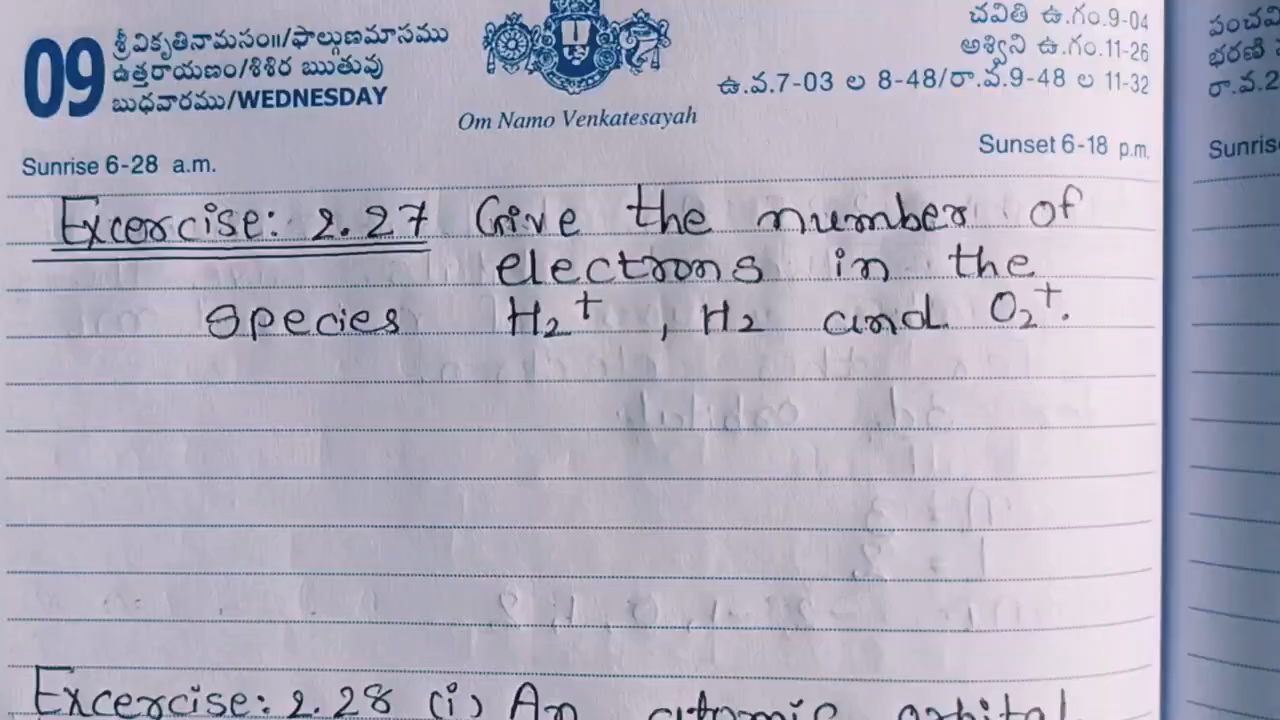 09
శ్రీవికృతినామసం॥/ఫాల్గుణమాసము
ఉత్తరాయణం/శిశిర ఋతువు
బుధవారము/WEDNESDAY
Sunrise 6-28 a.m.
Om Namo Venkatesayah
చవితి ఉ.గం.9-04
అశ్విని ఉ.గం.11-26
ఉ.వ.7-03 ల 8-48/రా.వ.9-48 ల 11-32
Sunset 6-18 p.m.
Excercise: 2.27 Give the number of
electrons in the
species H₂⁺, H₂ and O₂⁺.
Excercise: 2.28 (i) An atomic orbital
భరణి
రా.వ.2